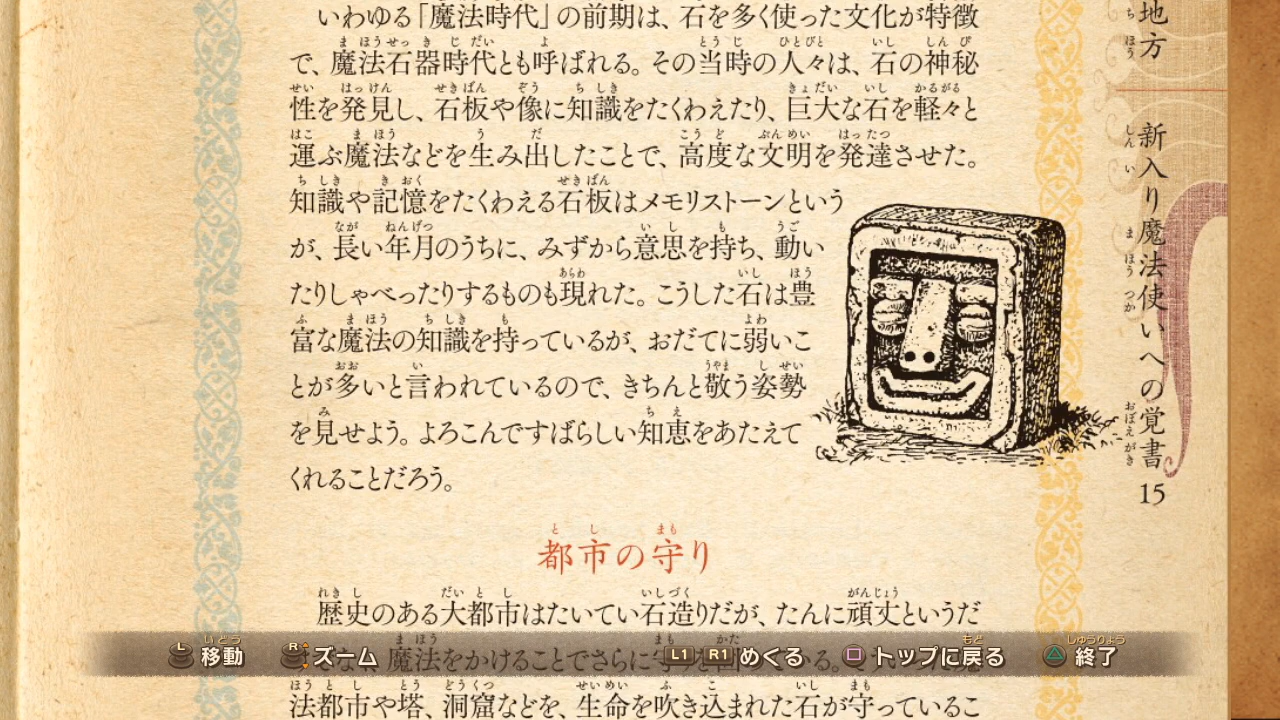 いわゆる「魔法時代」の前期は、石を多く使った文化が特徴
で、魔法石器時代とも呼ばれる。その当時の人々は、石の神秘
性を発見し、石板や像に知識をたくわえたり、巨大な石を軽々と
運ぶ魔法などを生み出したことで、高度な文明を発達させた。
知識や記憶をたくわえる石板はメモリストーンという
が、長い年月のうちに、みずから意思を持ち、動い
たりしゃべったりするものも現れた。こうした石は豊
富な魔法の知識を持っているが、おだてに弱いこ
とが多いと言われているので、きちんと敬う姿勢
を見せよう。よろこんですばらしい知恵をあたえて
くれることだろう。
都市の守り
歴史のある大都市はたいてい石造りだが、たんに頑丈というだ
魔法をかけることでさらに
法都市や塔、洞窟などを、生命を吹き込まれた石が守っているこ
地方 新入り魔法使いへの覚書 15
L 移動 R ズーム L1 R1 めくる トップに戻る 終了